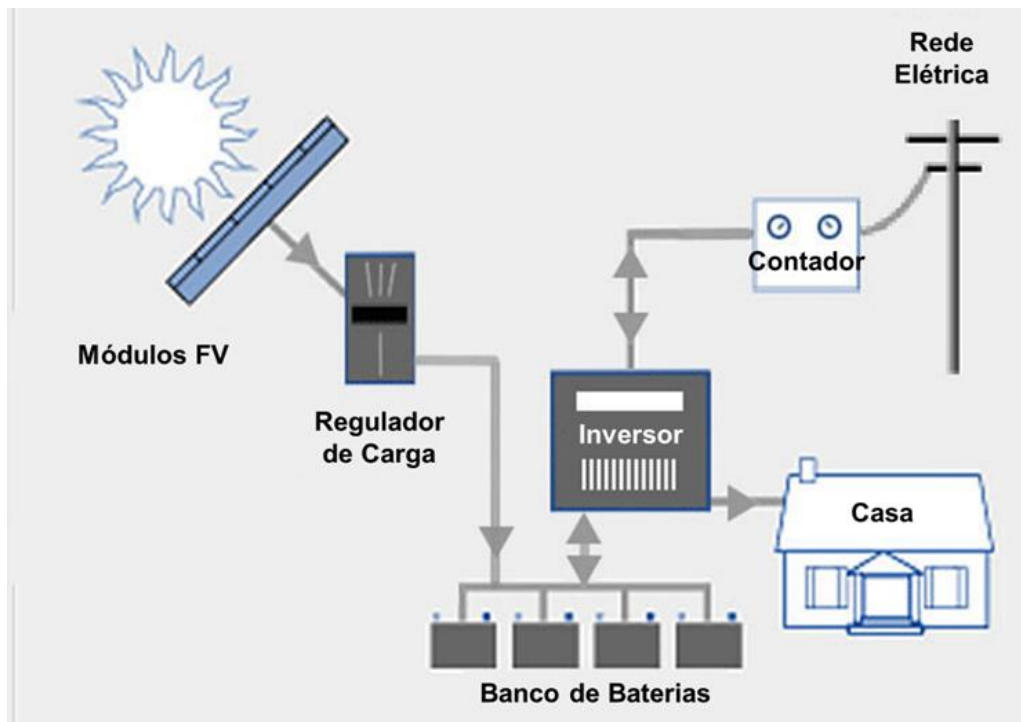 Rede
Elétrica
Contador
Módulos FV
Regulador
de Carga
Inversor
Casa
Banco de Baterias